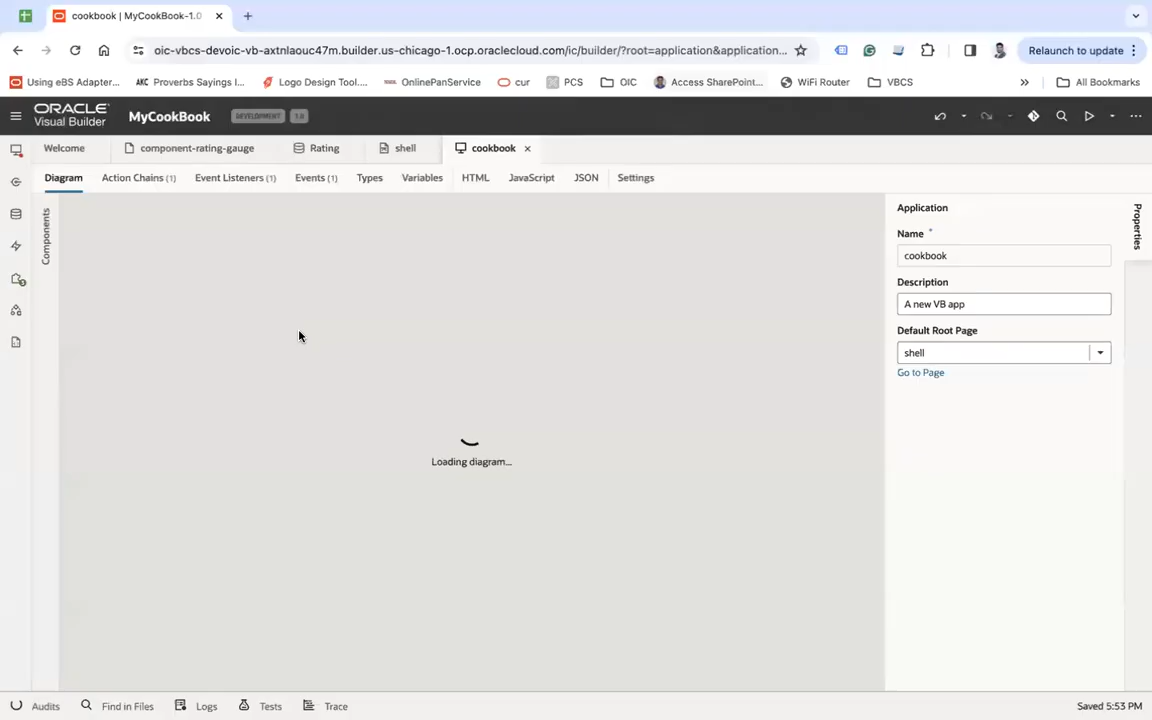 cookbook | MyCookBook-1.0
oic-vbcs-devoic-vb-axtnlaouc47m.builder.us-chicago-1.ocp.oraclecloud.com/ic/builder/?root=application&application...
Relaunch to update
Using eBS Adapter...
AKC Proverbs Sayings I...
Logo Design Tool....
OnlinePanService
cur
PCS
OIC
Access SharePoint...
WiFi Router
VBCS
All Bookmarks
ORACLE
Visual Builder
MyCookBook
DEVELOPMENT
1.0
Welcome
component-rating-gauge
Rating
shell
cookbook
Diagram
Action Chains (1)
Event Listeners (1)
Events (1)
Types
Variables
HTML
JavaScript
JSON
Settings
Components
Loading diagram...
Application
Name *
cookbook
Description
A new VB app
Default Root Page
shell
Go to Page
Properties
Audits
Find in Files
Logs
Tests
Trace
Saved 5:53 PM